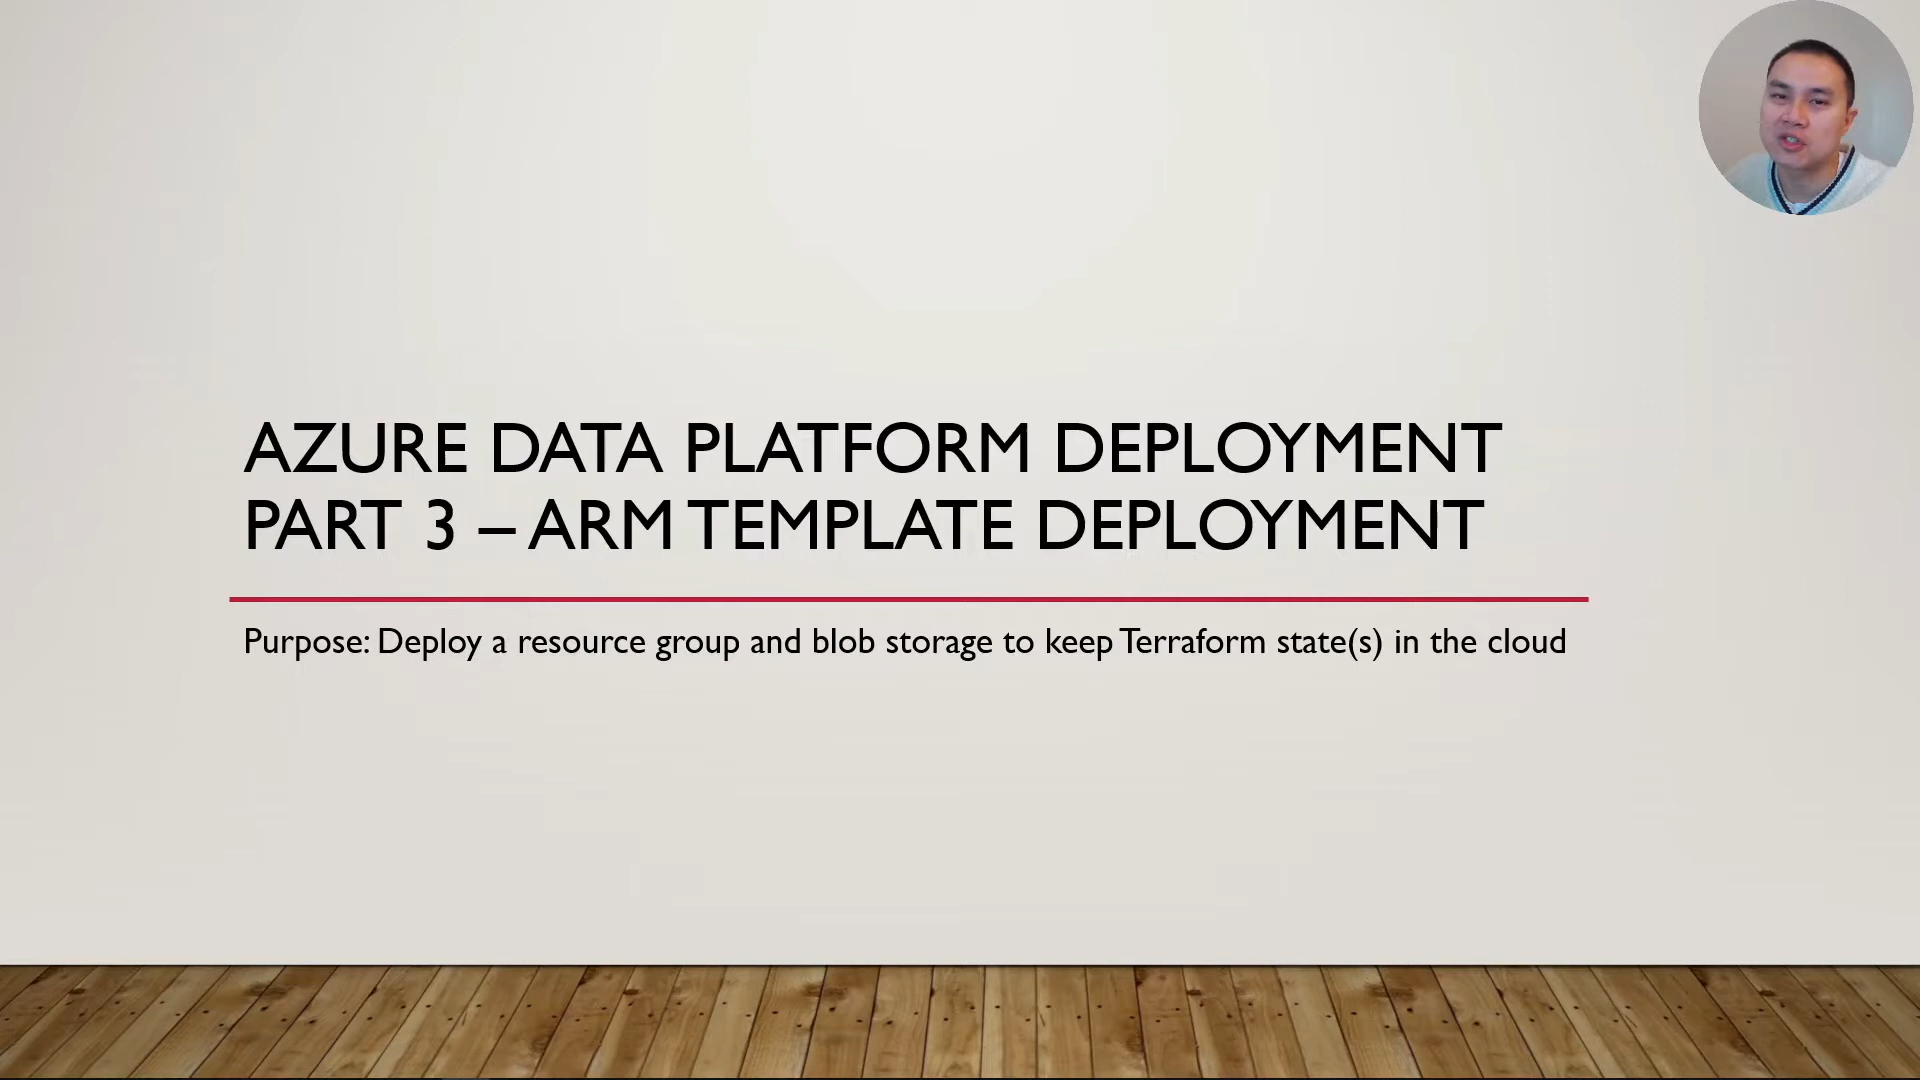 AZURE DATA PLATFORM DEPLOYMENT
PART 3 – ARM TEMPLATE DEPLOYMENT
Purpose: Deploy a resource group and blob storage to keep Terraform state(s) in the cloud